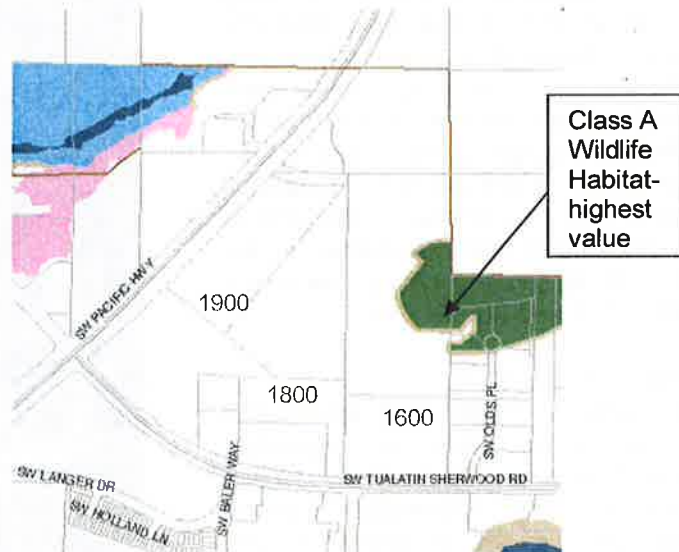 Class A
Wildlife
Habitat-
highest
value
SW PACIFIC HWY
1900
1800
1600
SW OLDS PL
SW BALER WAY
SW LANGER DR
SW TUALATIN SHERWOOD RD
SW HOLLAND LN